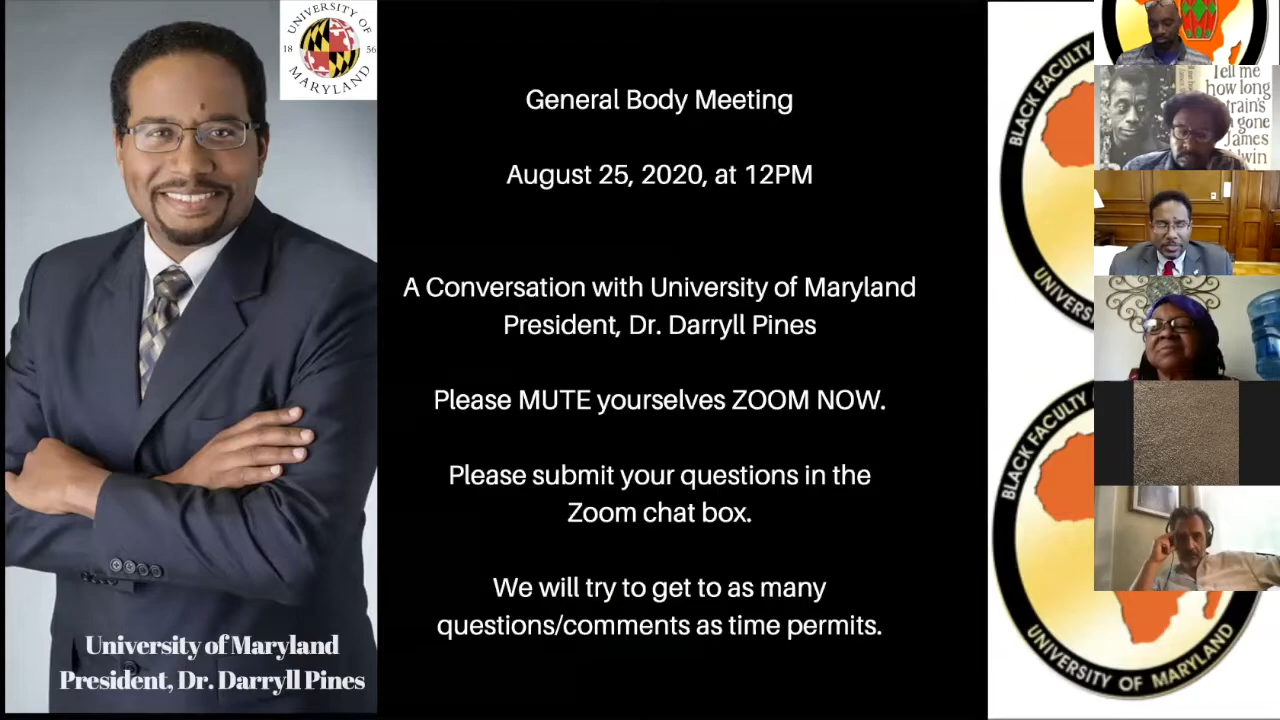 UNIVERSITY OF
18 56
MARYLAND
General Body Meeting
August 25, 2020, at 12PM
A Conversation with University of Maryland
President, Dr. Darryll Pines
Please MUTE yourselves ZOOM NOW.
Please submit your questions in the
Zoom chat box.
We will try to get to as many
questions/comments as time permits.
University of Maryland
President, Dr. Darryll Pines
BLACK FACULTY
UNIVERS
BLACK FACULTY
UNIVERSITY OF MARYLAND
Tell me
how long
train's
gone
James
dwin